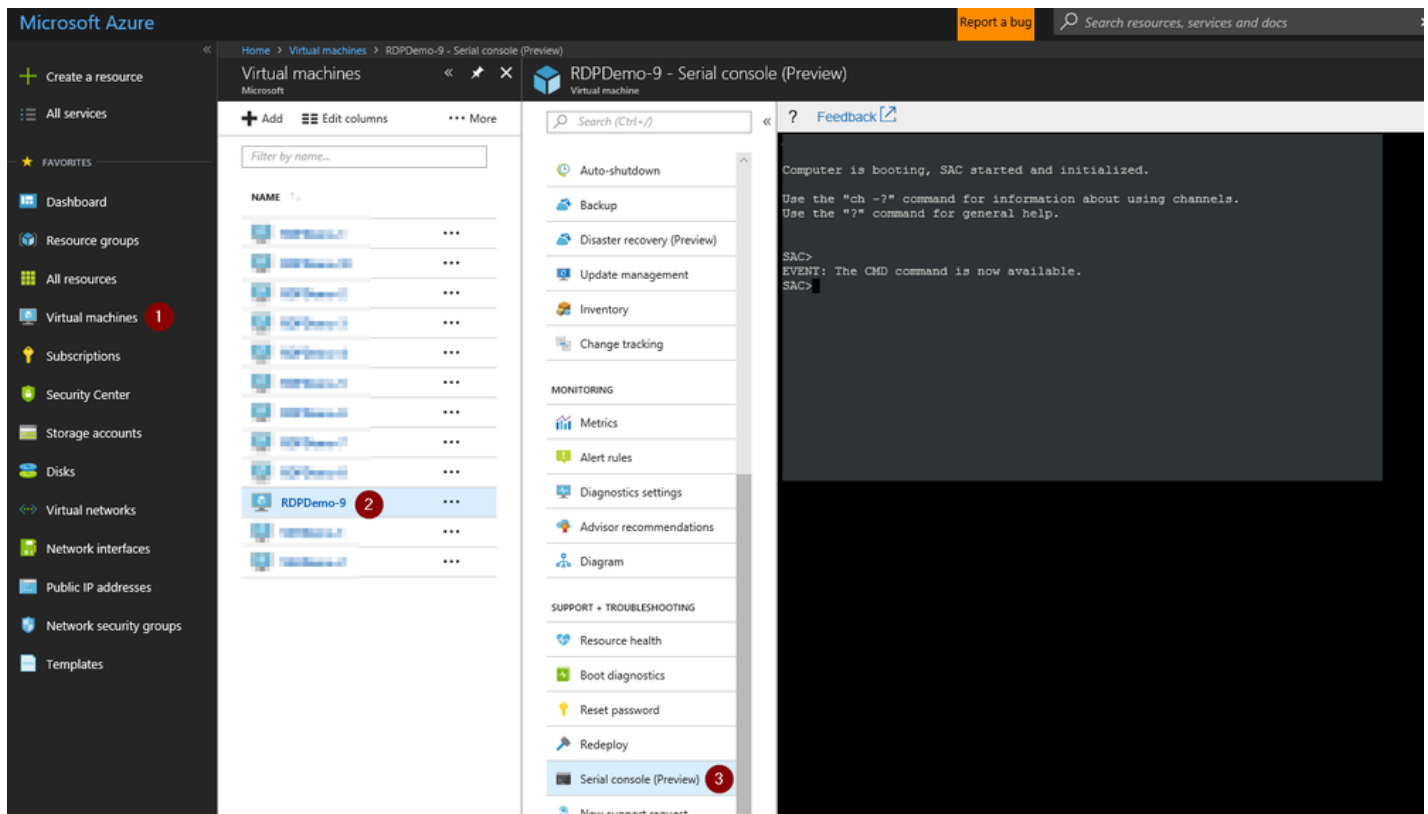 Microsoft Azure
Report a bug
Search resources, services and docs
«
Home > Virtual machines > RDPDemo-9 - Serial console (Preview)
Create a resource
All services
FAVORITES
Dashboard
Resource groups
All resources
Virtual machines 1
Subscriptions
Security Center
Storage accounts
Disks
Virtual networks
Network interfaces
Public IP addresses
Network security groups
Templates
Virtual machines
Microsoft
Add Edit columns ••• More
Filter by name...
NAME
RDPDemo-9 2
RDPDemo-9 - Serial console (Preview)
Virtual machine
Search (Ctrl+/)
Auto-shutdown
Backup
Disaster recovery (Preview)
Update management
Inventory
Change tracking
MONITORING
Metrics
Alert rules
Diagnostics settings
Advisor recommendations
Diagram
SUPPORT + TROUBLESHOOTING
Resource health
Boot diagnostics
Reset password
Redeploy
Serial console (Preview) 3
New support request
? Feedback
Computer is booting, SAC started and initialized.
Use the "ch -?" command for information about using channels.
Use the "?" command for general help.
SAC>
EVENT: The CMD command is now available.
SAC>